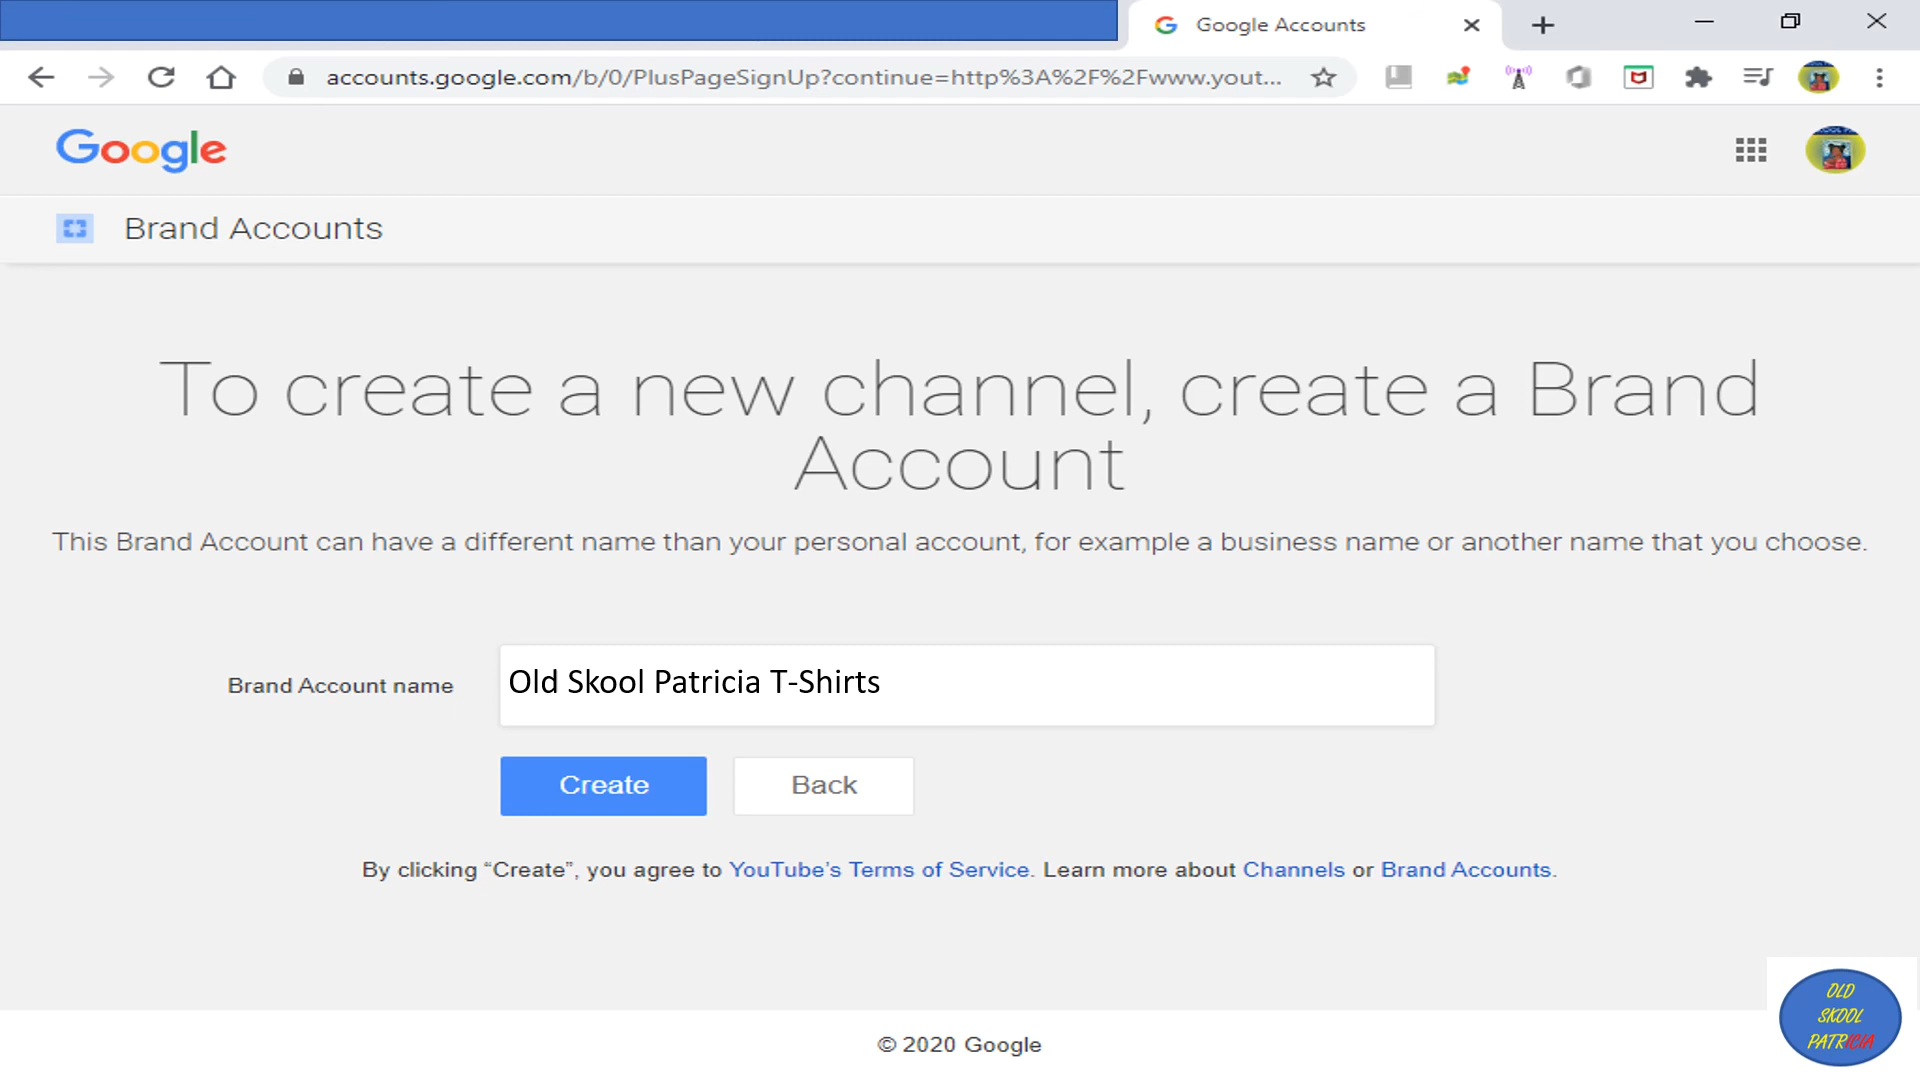 Google Accounts
accounts.google.com/b/0/PlusPageSignUp?continue=http%3A%2F%2Fwww.yout...
Google
Brand Accounts
To create a new channel, create a Brand
Account
This Brand Account can have a different name than your personal account, for example a business name or another name that you choose.
Brand Account name
Old Skool Patricia T-Shirts
Create
Back
By clicking “Create”, you agree to YouTube’s Terms of Service. Learn more about Channels or Brand Accounts.
© 2020 Google
OLD
SKOOL
PATRICIA